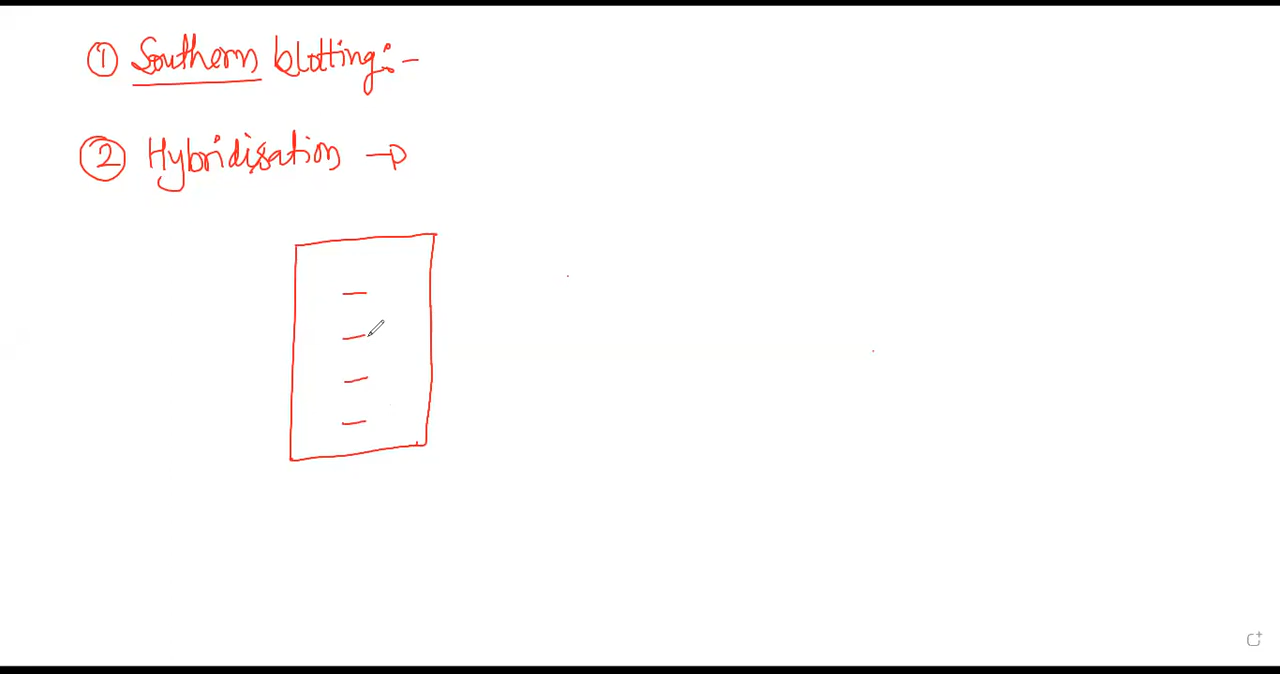 ① Southern blotting:-
② Hybridisation →